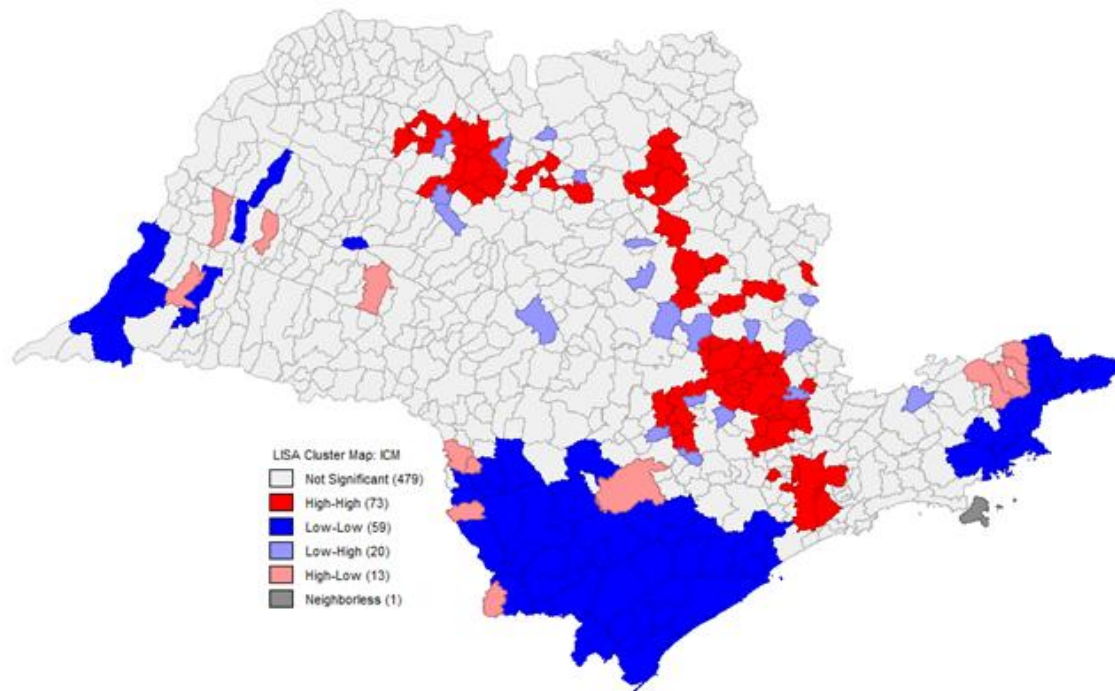 LISA Cluster Map: ICM
Not Significant (479)
High-High (73)
Low-Low (59)
Low-High (20)
High-Low (13)
Neighborless (1)